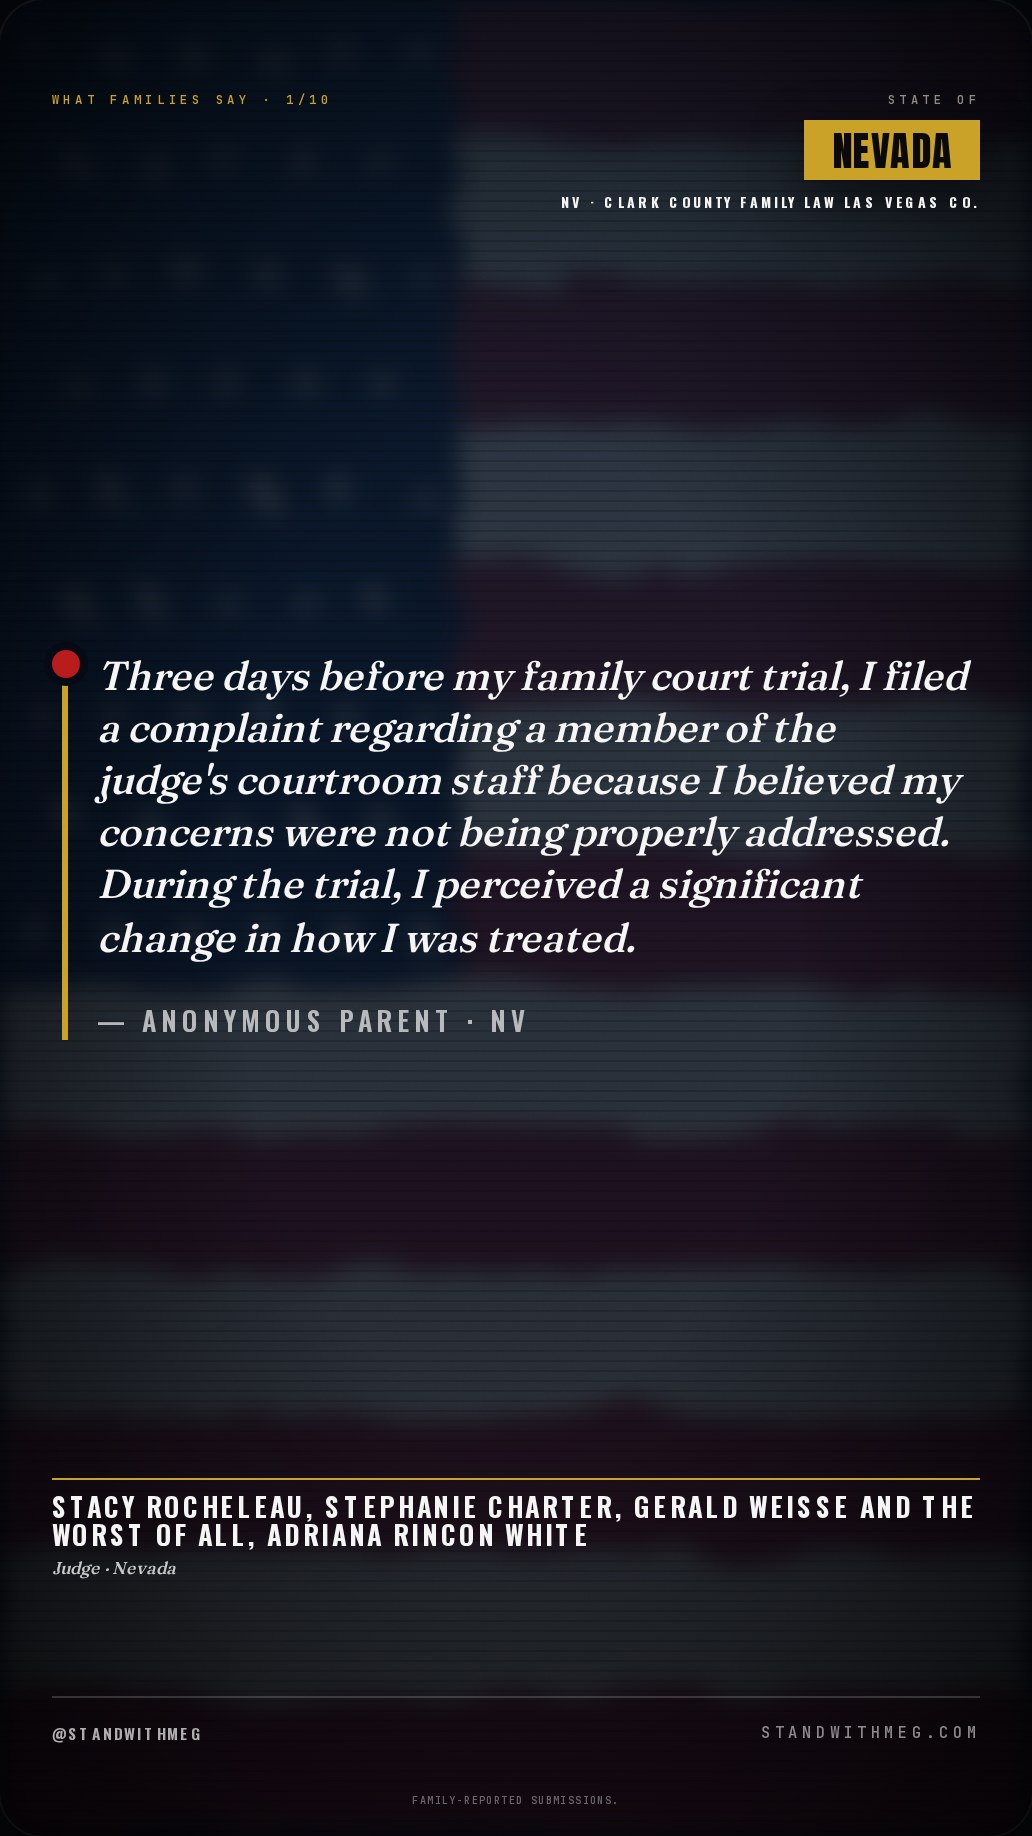 WHAT FAMILIES SAY · 1/10
STATE OF
NEVADA
NV · CLARK COUNTY FAMILY LAW LAS VEGAS CO.
Three days before my family court trial, I filed
a complaint regarding a member of the
judge's courtroom staff because I believed my
concerns were not being properly addressed.
During the trial, I perceived a significant
change in how I was treated.
— ANONYMOUS PARENT · NV
STACY ROCHELEAU, STEPHANIE CHARTER, GERALD WEISSE AND THE
WORST OF ALL, ADRIANA RINCON WHITE
Judge · Nevada
@STANDWITHMEG
STANDWITHMEG.COM
FAMILY-REPORTED SUBMISSIONS.